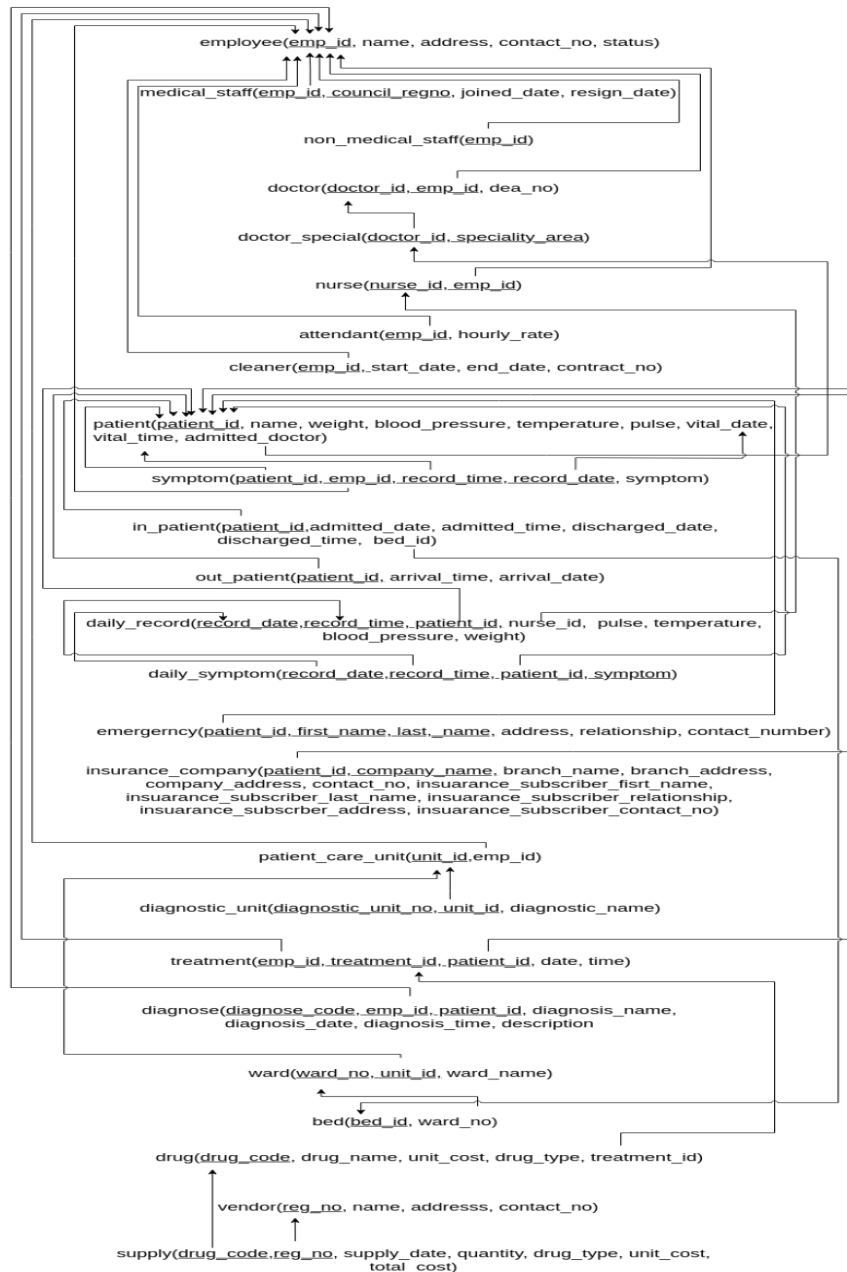 employee(emp_id, name, address, contact_no, status)
medical_staff(emp_id, council_regno, joined_date, resign_date)
non_medical_staff(emp_id)
doctor(doctor_id, emp_id, dea_no)
doctor_special(doctor_id, speciality_area)
nurse(nurse_id, emp_id)
attendant(emp_id, hourly_rate)
cleaner(emp_id, start_date, end_date, contract_no)
patient(patient_id, name, weight, blood_pressure, temperature, pulse, vital_date,
vital_time, admitted_doctor)
symptom(patient_id, emp_id, record_time, record_date, symptom)
in_patient(patient_id,admitted_date, admitted_time, discharged_date,
discharged_time, bed_id)
out_patient(patient_id, arrival_time, arrival_date)
daily_record(record_date,record_time, patient_id, nurse_id, pulse, temperature,
blood_pressure, weight)
daily_symptom(record_date,record_time, patient_id, symptom)
emergerncy(patient_id, first_name, last,_name, address, relationship, contact_number)
insurance_company(patient_id, company_name, branch_name, branch_address,
company_address, contact_no, insuarance_subscriber_fisrt_name,
insuarance_subscriber_last_name, insuarance_subscriber_relationship,
insuarance_subscrber_address, insuarance_subscriber_contact_no)
patient_care_unit(unit_id,emp_id)
diagnostic_unit(diagnostic_unit_no, unit_id, diagnostic_name)
treatment(emp_id, treatment_id, patient_id, date, time)
diagnose(diagnose_code, emp_id, patient_id, diagnosis_name,
diagnosis_date, diagnosis_time, description
ward(ward_no, unit_id, ward_name)
bed(bed_id, ward_no)
drug(drug_code, drug_name, unit_cost, drug_type, treatment_id)
vendor(reg_no, name, addresss, contact_no)
supply(drug_code,reg_no, supply_date, quantity, drug_type, unit_cost,
total_cost)